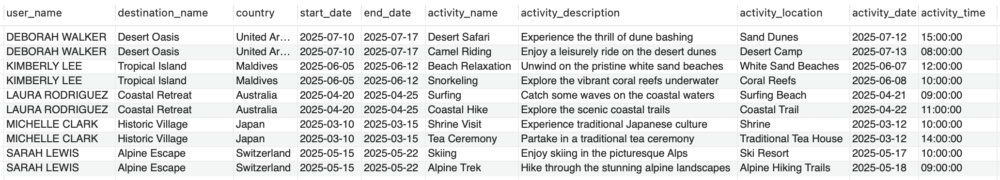 user_name destination_name country start_date end_date activity_name activity_description activity_location activity_date activity_time
DEBORAH WALKER Desert Oasis United Ar... 2025-07-10 2025-07-17 Desert Safari Experience the thrill of dune bashing Sand Dunes 2025-07-12 15:00:00
DEBORAH WALKER Desert Oasis United Ar... 2025-07-10 2025-07-17 Camel Riding Enjoy a leisurely ride on the desert dunes Desert Camp 2025-07-13 08:00:00
KIMBERLY LEE Tropical Island Maldives 2025-06-05 2025-06-12 Beach Relaxation Unwind on the pristine white sand beaches White Sand Beaches 2025-06-07 12:00:00
KIMBERLY LEE Tropical Island Maldives 2025-06-05 2025-06-12 Snorkeling Explore the vibrant coral reefs underwater Coral Reefs 2025-06-08 10:00:00
LAURA RODRIGUEZ Coastal Retreat Australia 2025-04-20 2025-04-25 Surfing Catch some waves on the coastal waters Surfing Beach 2025-04-21 09:00:00
LAURA RODRIGUEZ Coastal Retreat Australia 2025-04-20 2025-04-25 Coastal Hike Explore the scenic coastal trails Coastal Trail 2025-04-22 11:00:00
MICHELLE CLARK Historic Village Japan 2025-03-10 2025-03-15 Shrine Visit Experience traditional Japanese culture Shrine 2025-03-12 10:00:00
MICHELLE CLARK Historic Village Japan 2025-03-10 2025-03-15 Tea Ceremony Partake in a traditional tea ceremony Traditional Tea House 2025-03-12 14:00:00
SARAH LEWIS Alpine Escape Switzerland 2025-05-15 2025-05-22 Skiing Enjoy skiing in the picturesque Alps Ski Resort 2025-05-17 10:00:00
SARAH LEWIS Alpine Escape Switzerland 2025-05-15 2025-05-22 Alpine Trek Hike through the stunning alpine landscapes Alpine Hiking Trails 2025-05-18 09:00:00